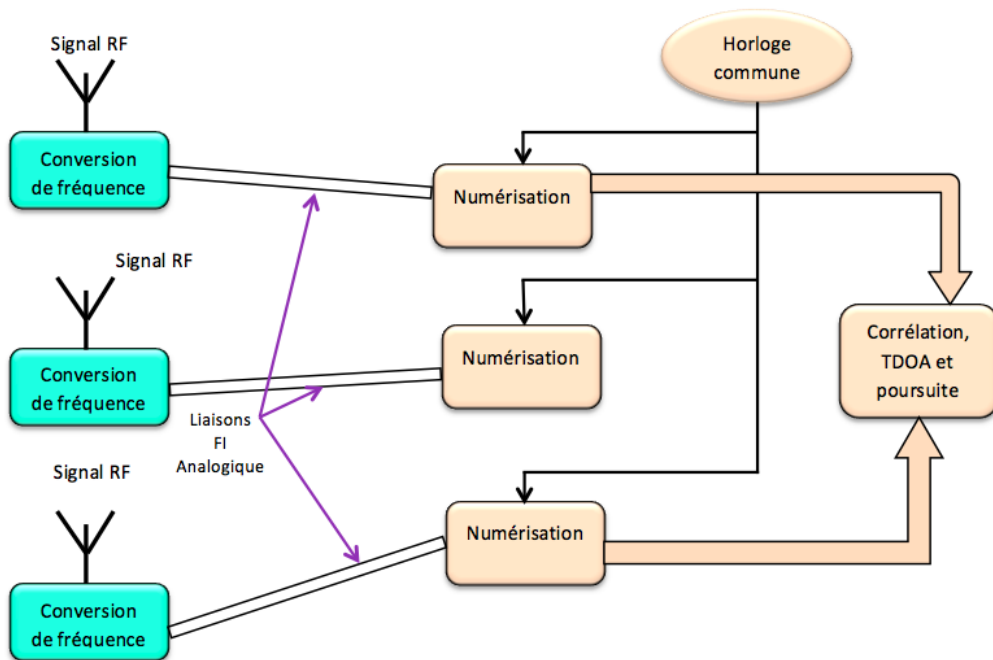 Signal RF
Horloge
commune
Conversion
de fréquence
Numérisation
Signal RF
Conversion
de fréquence
Numérisation
Corrélation,
TDOA et
poursuite
Liaisons
FI
Analogique
Signal RF
Conversion
de fréquence
Numérisation